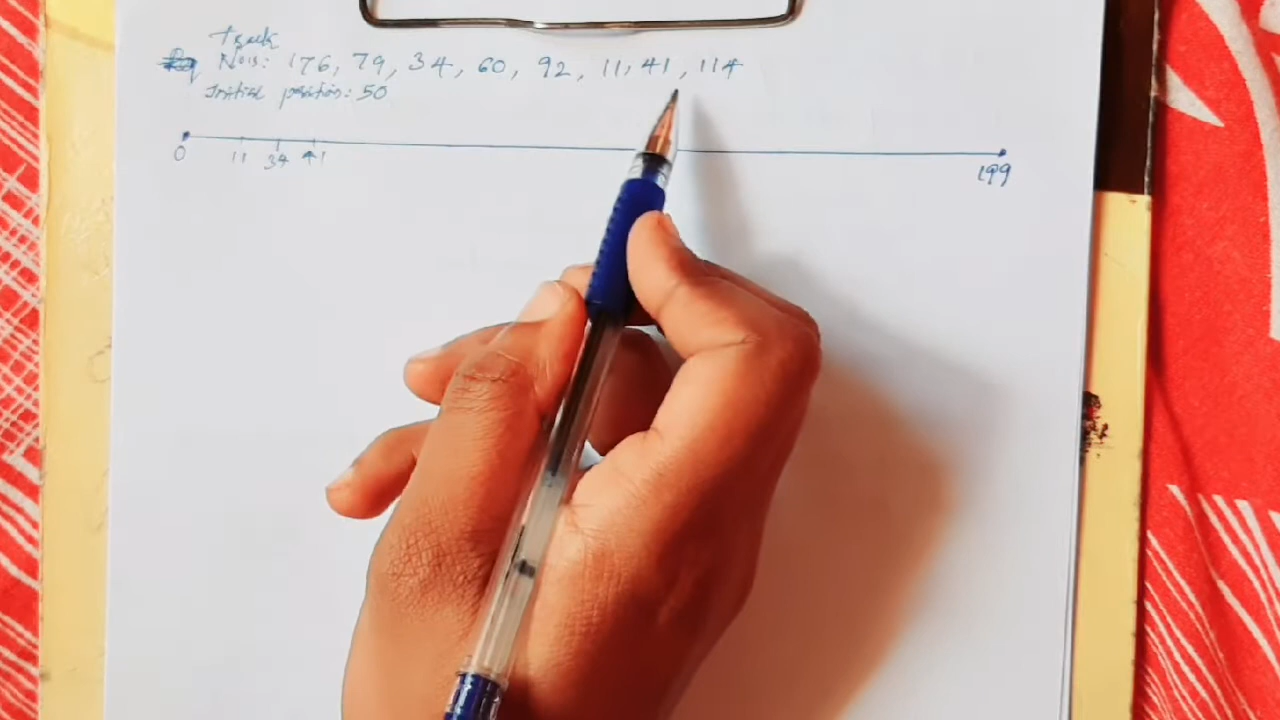 Track
Nos: 176, 79, 34, 60, 92, 11, 41, 114
Initial position: 50
0 11 34 41 199